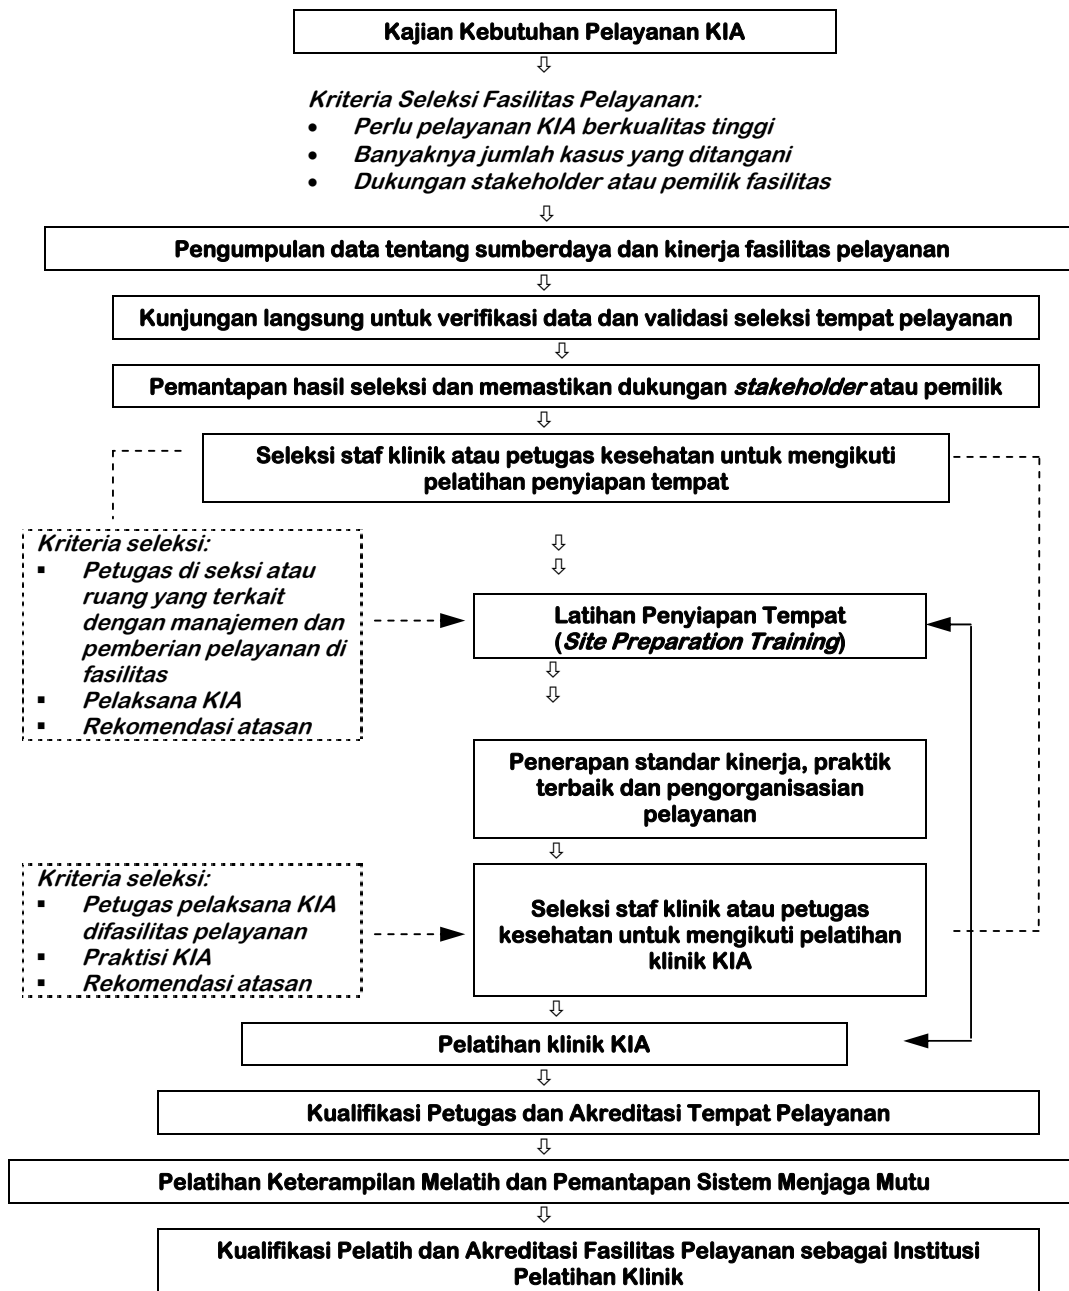 Kajian Kebutuhan Pelayanan KIA
Kriteria Seleksi Fasilitas Pelayanan:
• Perlu pelayanan KIA berkualitas tinggi
• Banyaknya jumlah kasus yang ditangani
• Dukungan stakeholder atau pemilik fasilitas
Pengumpulan data tentang sumberdaya dan kinerja fasilitas pelayanan
Kunjungan langsung untuk verifikasi data dan validasi seleksi tempat pelayanan
Pemantapan hasil seleksi dan memastikan dukungan stakeholder atau pemilik
Seleksi staf klinik atau petugas kesehatan untuk mengikuti
pelatihan penyiapan tempat
Kriteria seleksi:
▪ Petugas di seksi atau
ruang yang terkait
dengan manajemen dan
pemberian pelayanan di
fasilitas
▪ Pelaksana KIA
▪ Rekomendasi atasan
Latihan Penyiapan Tempat
(Site Preparation Training)
Penerapan standar kinerja, praktik
terbaik dan pengorganisasian
pelayanan
Kriteria seleksi:
▪ Petugas pelaksana KIA
difasilitas pelayanan
▪ Praktisi KIA
▪ Rekomendasi atasan
Seleksi staf klinik atau petugas
kesehatan untuk mengikuti pelatihan
klinik KIA
Pelatihan klinik KIA
Kualifikasi Petugas dan Akreditasi Tempat Pelayanan
Pelatihan Keterampilan Melatih dan Pemantapan Sistem Menjaga Mutu
Kualifikasi Pelatih dan Akreditasi Fasilitas Pelayanan sebagai Institusi
Pelatihan Klinik